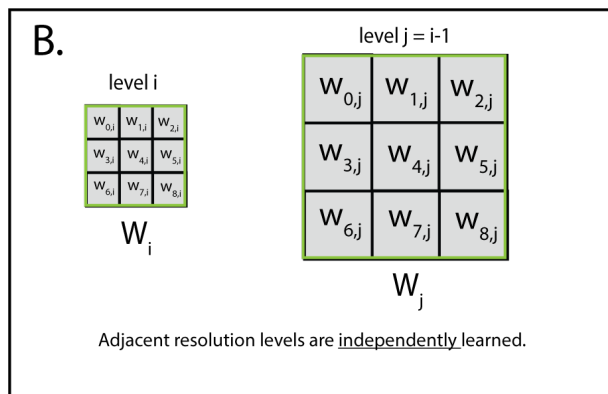 B.
level i
level j = i-1
w0,i w1,i w2,i
w3,i w4,i w5,i
w6,i w7,i w8,i
Wi
w0,j w1,j w2,j
w3,j w4,j w5,j
w6,j w7,j w8,j
Wj
Adjacent resolution levels are independently learned.